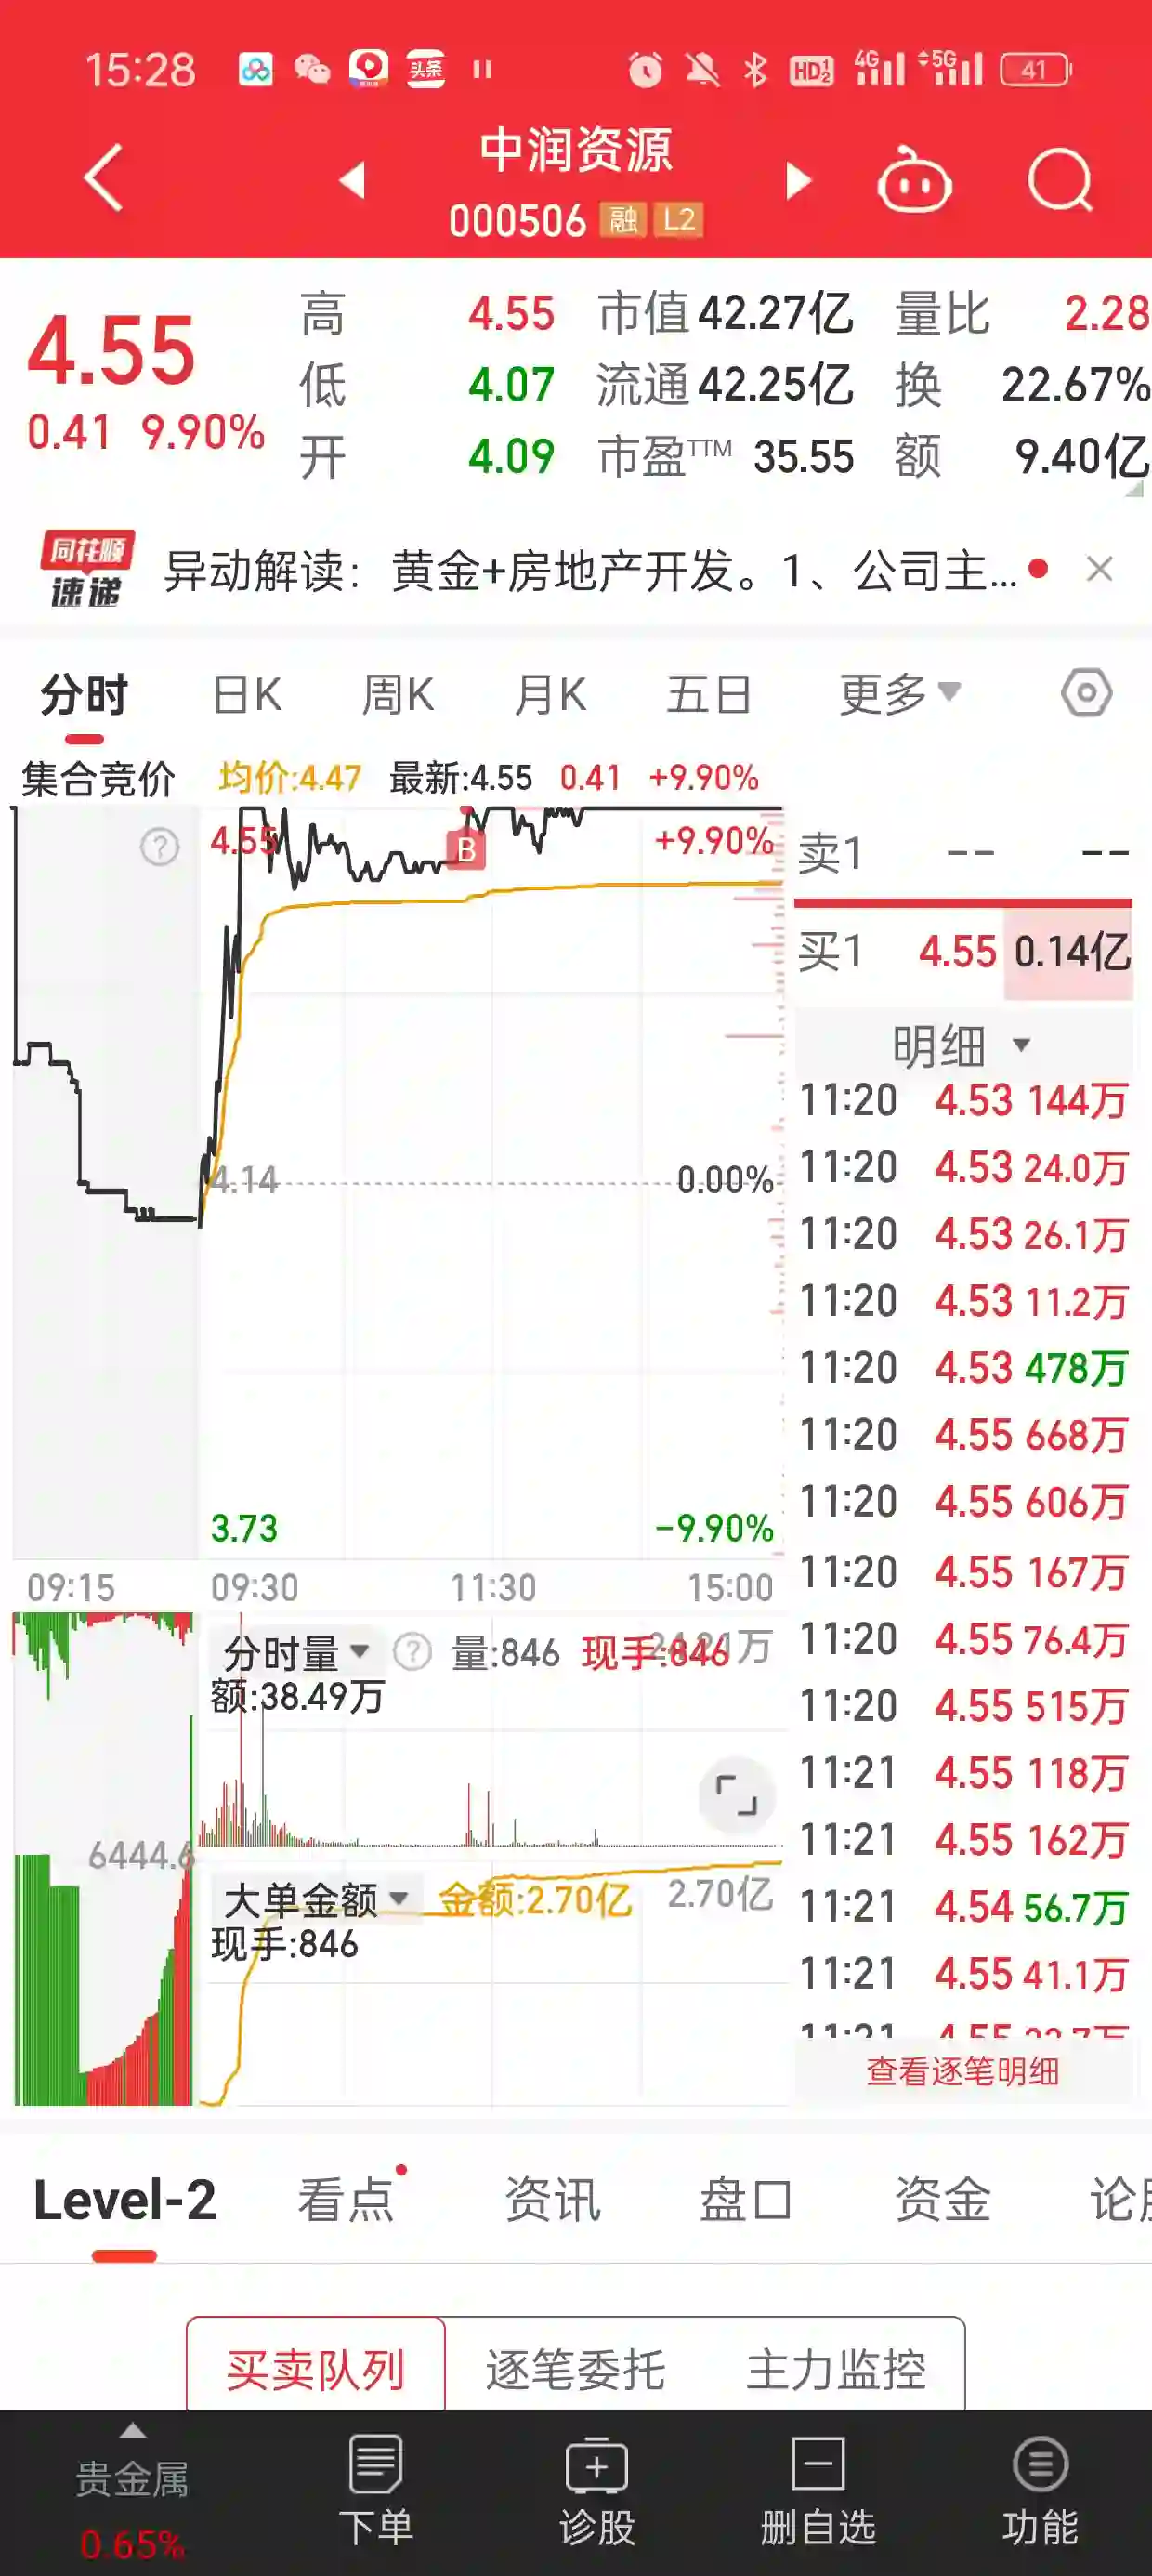 15:28 头条 HD1 2 4G 5G 41
中润资源
000506 融 L2
4.55
0.41 9.90%
高 4.55 市值 42.27亿 量比 2.28
低 4.07 流通 42.25亿 换 22.67%
开 4.09 市盈TTM 35.55 额 9.40亿
同花顺
速递
异动解读：黄金+房地产开发。1、公司主...
分时 日K 周K 月K 五日 更多
集合竞价 均价:4.47 最新:4.55 0.41 +9.90%
4.55 +9.90%
B
4.14 0.00%
3.73 -9.90%
09:15 09:30 11:30 15:00
卖1 -- --
买1 4.55 0.14亿
明细
11:20 4.53 144万
11:20 4.53 24.0万
11:20 4.53 26.1万
11:20 4.53 11.2万
11:20 4.53 478万
11:20 4.55 668万
11:20 4.55 606万
11:20 4.55 167万
11:20 4.55 76.4万
11:20 4.55 515万
11:21 4.55 118万
11:21 4.55 162万
11:21 4.54 56.7万
11:21 4.55 41.1万
查看逐笔明细
分时量 ? 量:846 现手:846
额:38.49万
6444.6
大单金额 金额:2.70亿 2.70亿
现手:846
Level-2 看点 资讯 盘口 资金 论
买卖队列 逐笔委托 主力监控
贵金属
0.65%
下单
诊股
删自选
功能